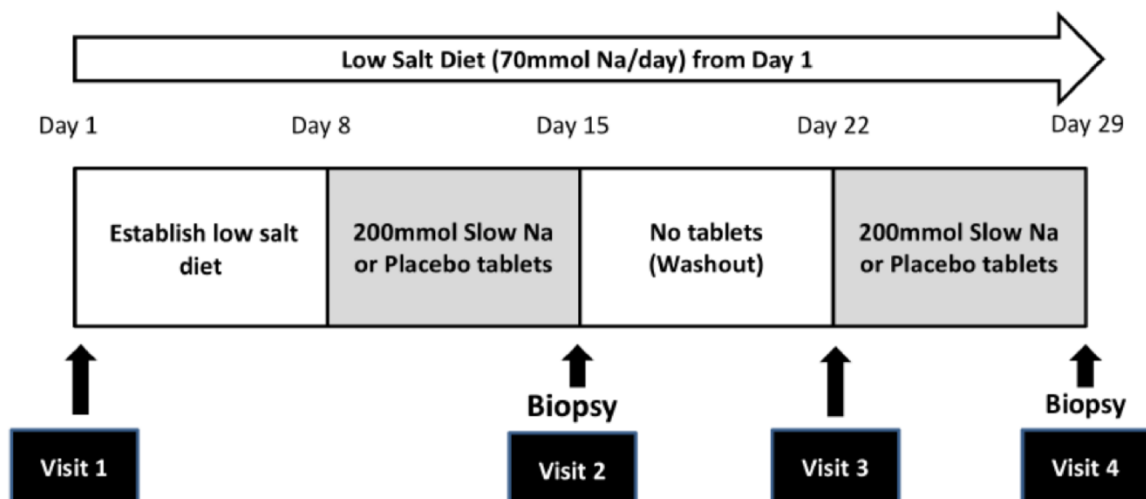 Low Salt Diet (70mmol Na/day) from Day 1
Day 1
Day 8
Day 15
Day 22
Day 29
Establish low salt
diet
200mmol Slow Na
or Placebo tablets
No tablets
(Washout)
200mmol Slow Na
or Placebo tablets
Biopsy
Biopsy
Visit 1
Visit 2
Visit 3
Visit 4